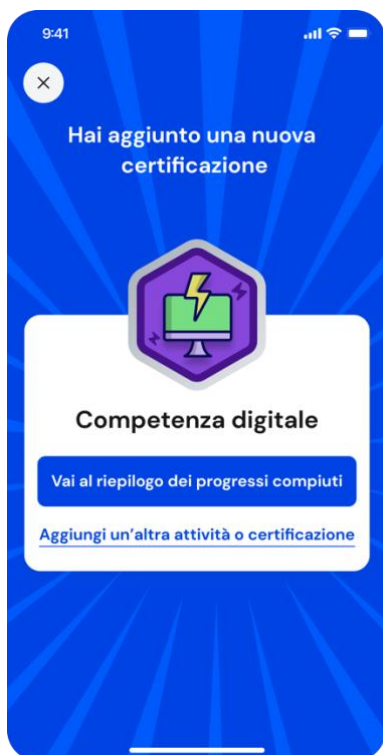 9:41
Hai aggiunto una nuova
certificazione
Competenza digitale
Vai al riepilogo dei progressi compiuti
Aggiungi un’altra attività o certificazione